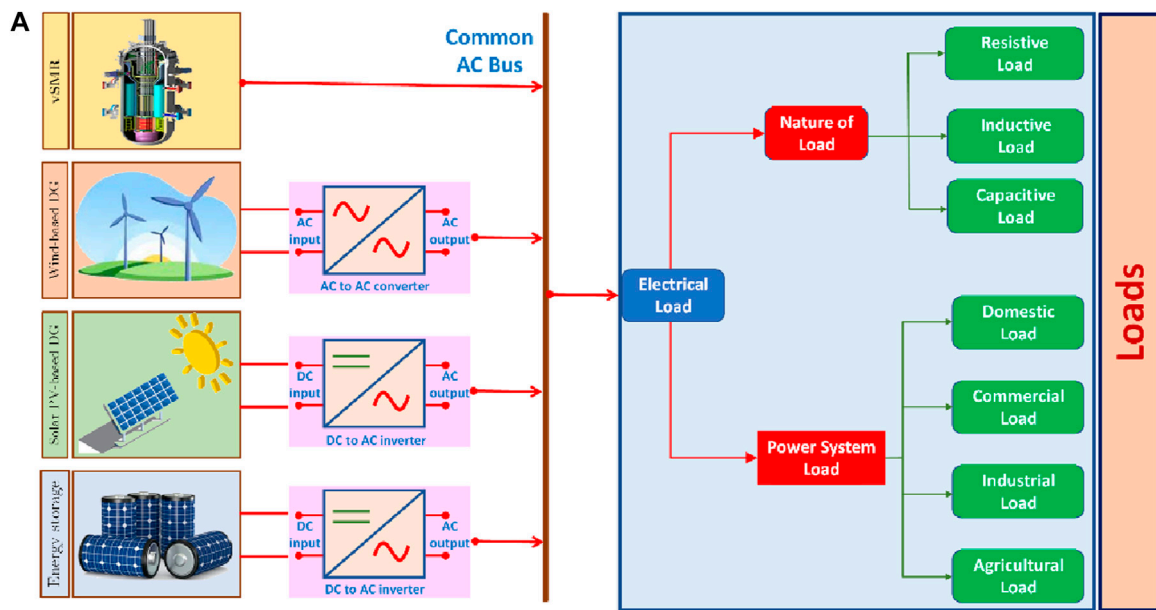 A
vSMR
Common
AC Bus
Wind-based DG
AC
input
AC
output
AC to AC converter
Solar PV-based DG
DC
input
AC
output
DC to AC inverter
Energy storage
DC
input
AC
output
DC to AC inverter
Electrical
Load
Nature of
Load
Resistive
Load
Inductive
Load
Capacitive
Load
Power System
Load
Domestic
Load
Commercial
Load
Industrial
Load
Agricultural
Load
Loads